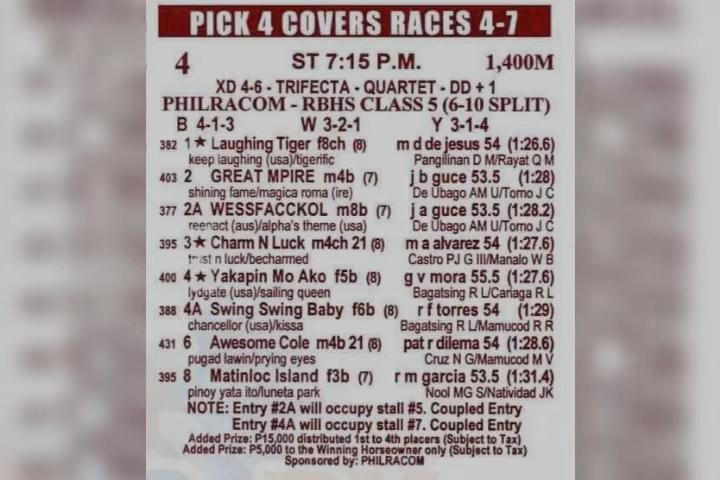 PICK 4 COVERS RACES 4-7
4 ST 7:15 P.M. 1,400M
XD 4-6 - TRIFECTA - QUARTET - DD + 1
PHILRACOM - RBHS CLASS 5 (6-10 SPLIT)
B 4-1-3 W 3-2-1 Y 3-1-4
382 1★ Laughing Tiger f8ch (8) m d de jesus 54 (1:26.6)
keep laughing (usa)/tigerific Pangilinan D M/Rayat Q M
403 2 GREAT MPIRE m4b (7) j b guce 53.5 (1:28)
shining fame/magica roma (ire) De Ubago AM U/Torno J C
377 2A WESSFACCKOL m8b (7) j a guce 53.5 (1:28.2)
reenact (aus)/alpha's theme (usa) De Ubago AM U/Torno J C
395 3★ Charm N Luck m4ch 21 (8) m a alvarez 54 (1:27.6)
trust n luck/becharmed Castro PJ G III/Manalo W B
400 4★ Yakapin Mo Ako f5b (8) g v mora 55.5 (1:27.6)
lydgate (usa)/sailing queen Bagatsing R L/Cariaga R L
388 4A Swing Swing Baby f6b (8) r f torres 54 (1:29)
chancellor (usa)/kissa Bagatsing R L/Mamucod R R
431 6 Awesome Cole m4b 21 (8) pat r dilema 54 (1:28.6)
pugad lawin/prying eyes Cruz N G/Mamucod M V
395 8 Matinloc Island f3b (7) r m garcia 53.5 (1:31.4)
pinoy yata ito/luneta park Nool MG S/Natividad JK
NOTE: Entry #2A will occupy stall #5. Coupled Entry
Entry #4A will occupy stall #7. Coupled Entry
Added Prize: P15,000 distributed 1st to 4th placers (Subject to Tax)
Added Prize: P5,000 to the Winning Horseowner only (Subject to Tax)
Sponsored by: PHILRACOM